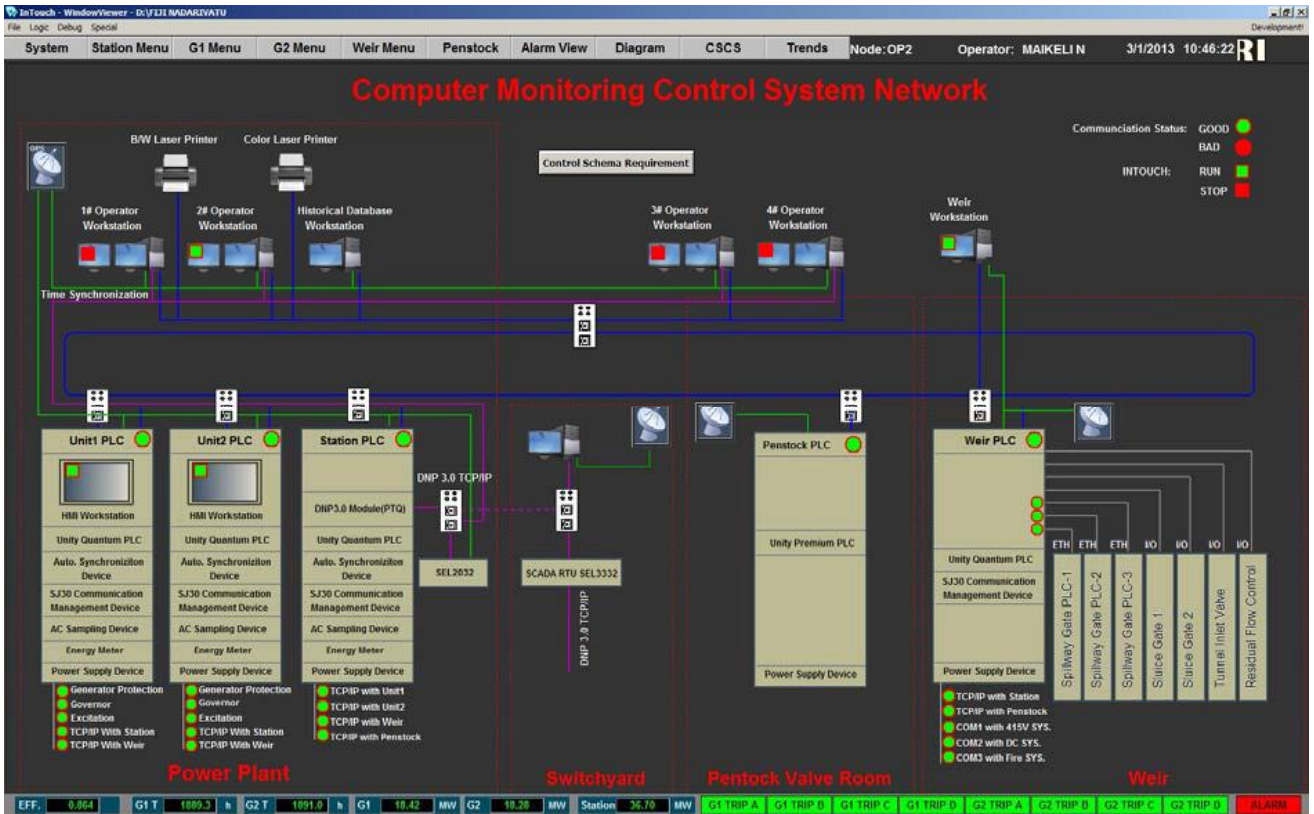 InTouch - WindowViewer - D:\FIJI NADARIVATU
File Logic Debug Special
Development!
System Station Menu G1 Menu G2 Menu Weir Menu Penstock Alarm View Diagram CSCS Trends Node:OP2 Operator: MAIKELI N 3/1/2013 10:46:22 RI
Computer Monitoring Control System Network
Communciation Status: GOOD
BAD
INTOUCH: RUN
STOP
GPS
B/W Laser Printer
Color Laser Printer
Control Schema Requirement
1# Operator
Workstation
2# Operator
Workstation
Historical Database
Workstation
3# Operator
Workstation
4# Operator
Workstation
Weir
Workstation
Time Synchronization
Unit1 PLC
HMI Workstation
Unity Quantum PLC
Auto. Synchroniziton
Device
SJ30 Communication
Management Device
AC Sampling Device
Energy Meter
Power Supply Device
Generator Protection
Governor
Excitation
TCP/IP With Station
TCP/IP With Weir
Unit2 PLC
HMI Workstation
Unity Quantum PLC
Auto. Synchroniziton
Device
SJ30 Communication
Management Device
AC Sampling Device
Energy Meter
Power Supply Device
Generator Protection
Governor
Excitation
TCP/IP With Station
TCP/IP With Weir
Station PLC
DNP3.0 Module(PTQ)
Unity Quantum PLC
Auto. Synchroniziton
Device
SJ30 Communication
Management Device
AC Sampling Device
Energy Meter
Power Supply Device
TCP/IP with Unit1
TCP/IP with Unit2
TCP/IP with Weir
TCP/IP with Penstock
DNP 3.0 TCP/IP
SEL2032
SCADA RTU SEL3332
DNP 3.0 TCP/IP
Penstock PLC
Unity Premium PLC
Power Supply Device
Weir PLC
Unity Quantum PLC
SJ30 Communication
Management Device
Power Supply Device
TCP/IP with Station
TCP/IP with Penstock
COM1 with 415V SYS.
COM2 with DC SYS.
COM3 with Fire SYS.
ETH ETH ETH I/O I/O I/O I/O
Spillway Gate PLC-1
Spillway Gate PLC-2
Spillway Gate PLC-3
Sluice Gate 1
Sluice Gate 2
Tunnel Inlet Valve
Residual Flow Control
Power Plant
Switchyard
Pentock Valve Room
Weir
EFF. 0.864 G1 T 1089.3 h G2 T 1091.0 h G1 18.42 MW G2 18.28 MW Station 36.70 MW G1 TRIP A G1 TRIP B G1 TRIP C G1 TRIP D G2 TRIP A G2 TRIP B G2 TRIP C G2 TRIP D ALARM